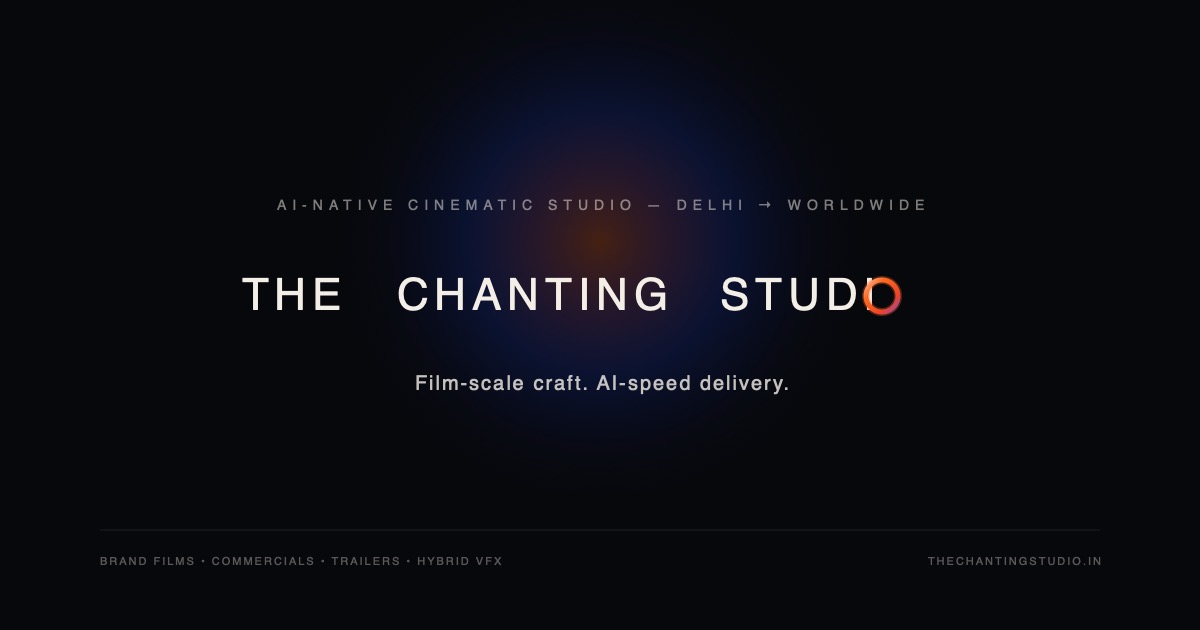 AI-NATIVE CINEMATIC STUDIO — DELHI → WORLDWIDE
THE CHANTING STUDIO
Film-scale craft. AI-speed delivery.
BRAND FILMS · COMMERCIALS · TRAILERS · HYBRID VFX
THECHANTINGSTUDIO.IN